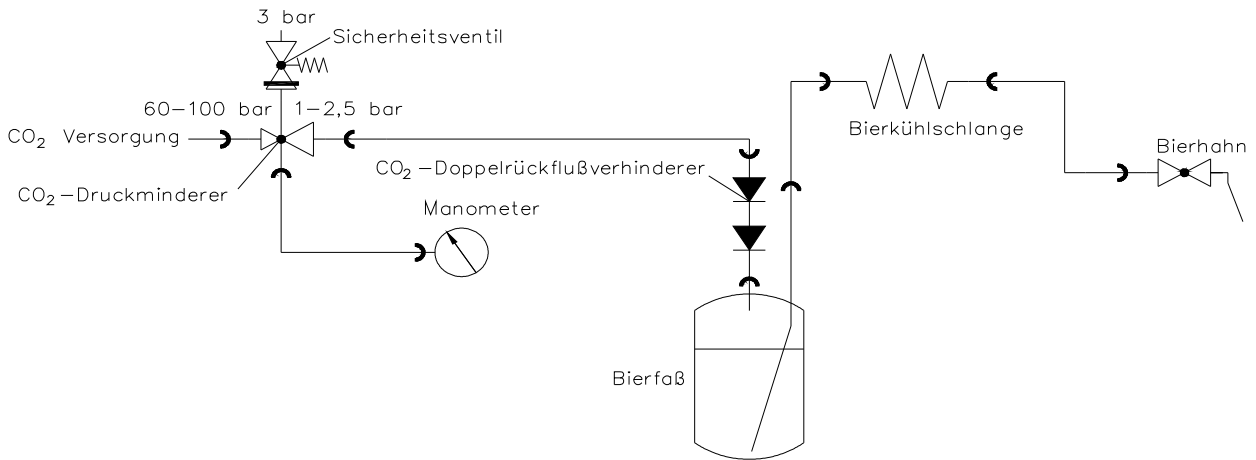 3 bar
Sicherheitsventil
60-100 bar
1-2,5 bar
CO₂ Versorgung
CO₂-Druckminderer
CO₂-Doppelrückflußverhinderer
Manometer
Bierkühlschlange
Bierhahn
Bierfaß